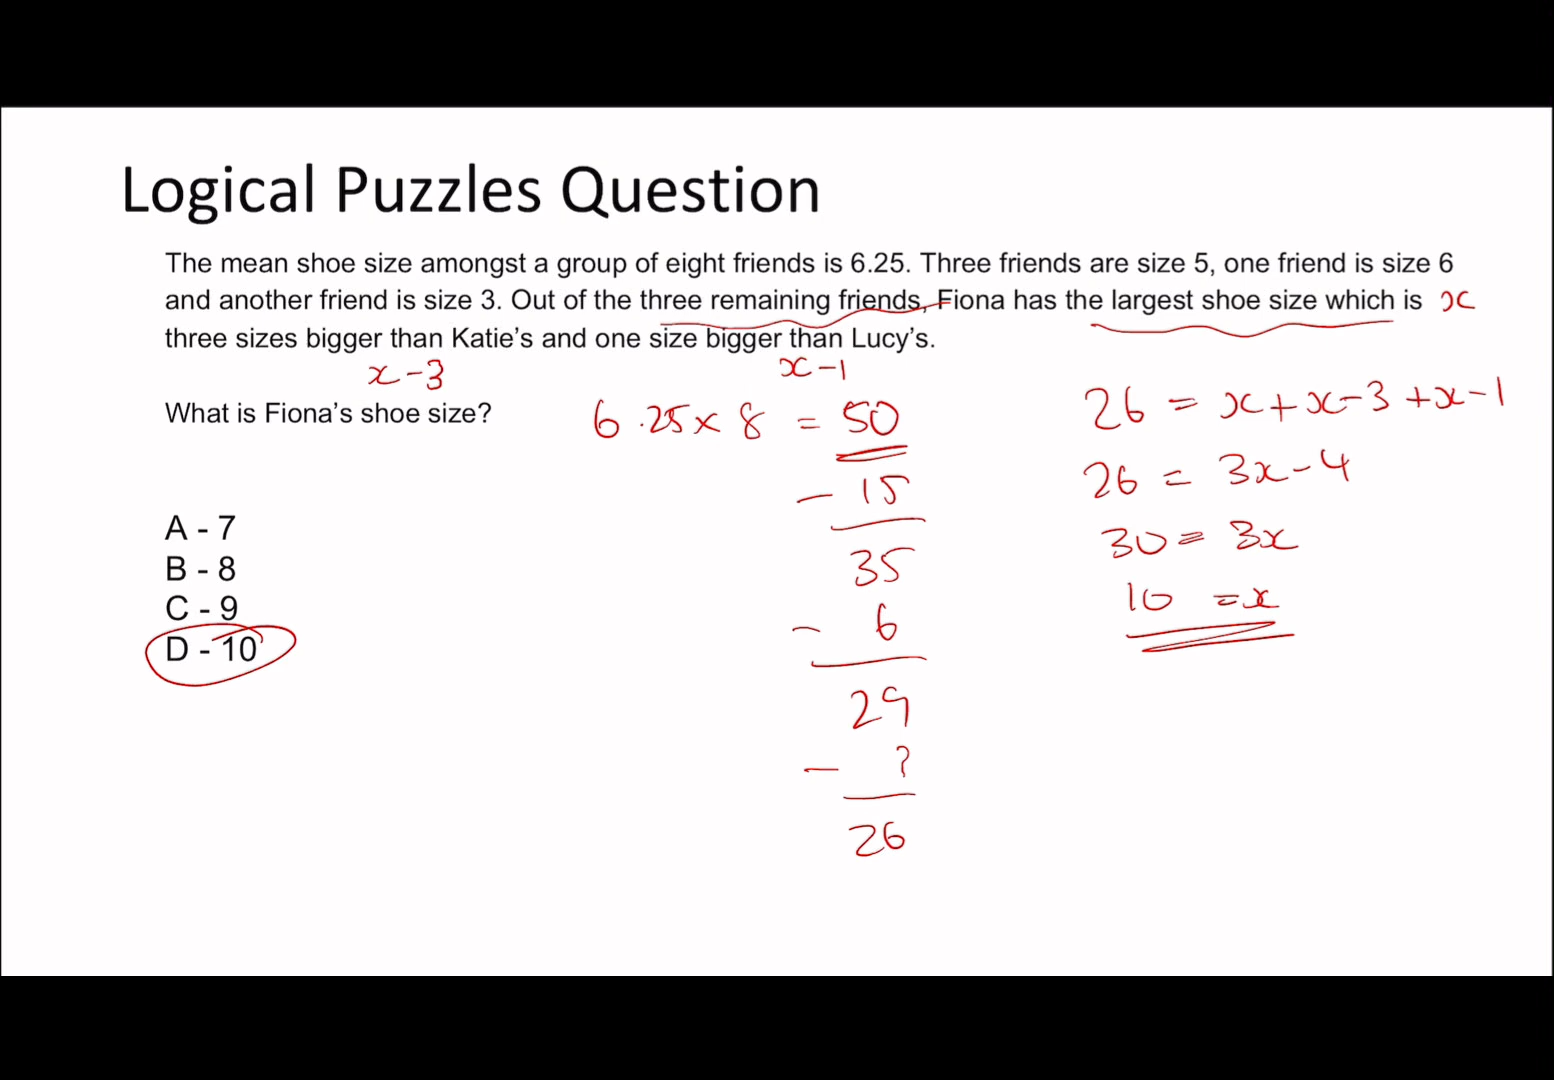 Logical Puzzles Question
The mean shoe size amongst a group of eight friends is 6.25. Three friends are size 5, one friend is size 6
and another friend is size 3. Out of the three remaining friends, Fiona has the largest shoe size which is x
three sizes bigger than Katie's and one size bigger than Lucy's.
x-3 x-1
What is Fiona's shoe size?
6.25x 8 = 50
- 15
35
- 6
29
- ?
26
26 = x+x-3+x-1
26 = 3x-4
30= 3x
10 =x
A - 7
B - 8
C - 9
D - 10